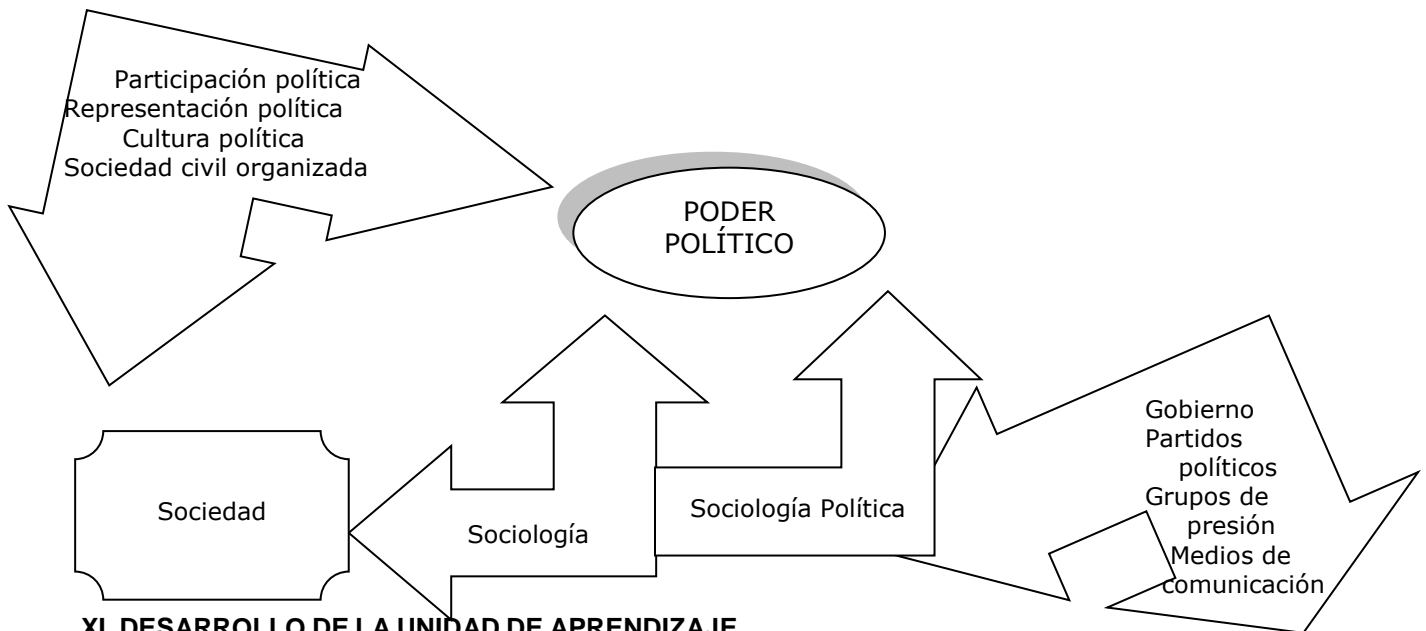 Participación política
Representación política
Cultura política
Sociedad civil organizada
PODER
POLÍTICO
Gobierno
Partidos
políticos
Grupos de
presión
Medios de
comunicación
Sociedad
Sociología
Sociología Política
XI. DESARROLLO DE LA UNIDAD DE APRENDIZAJE